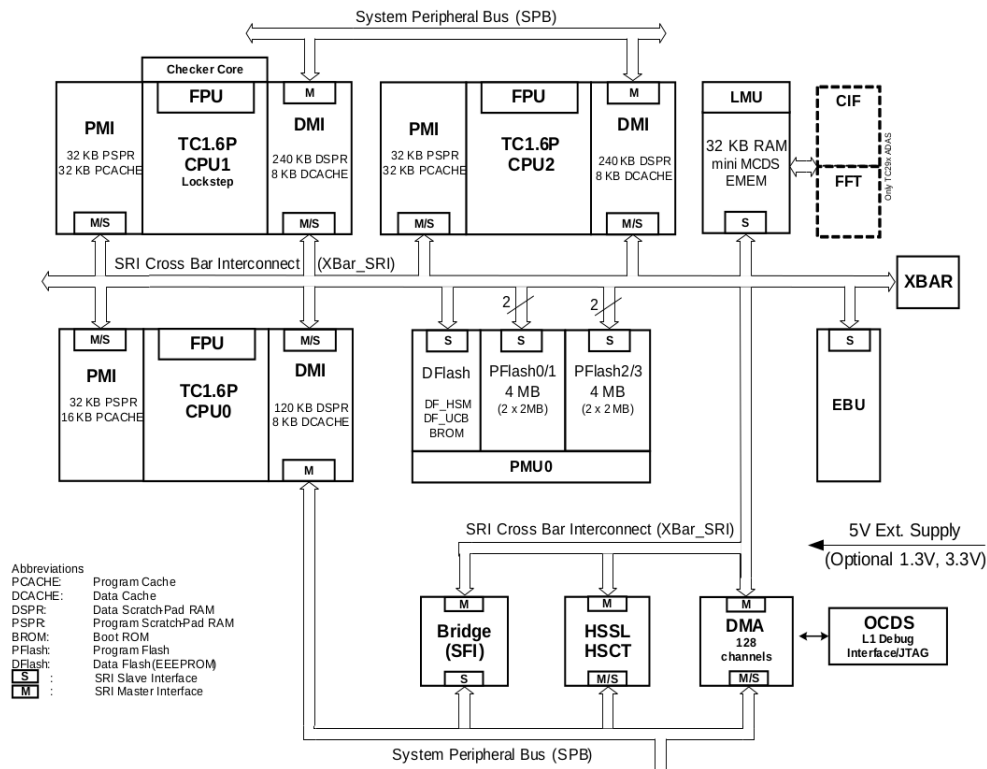 System Peripheral Bus (SPB)
Checker Core
FPU
M
PMI
TC1.6P
CPU1
Lockstep
DMI
32 KB PSPR
32 KB PCACHE
240 KB DSPR
8 KB DCACHE
M/S
M/S
FPU
M
PMI
TC1.6P
CPU2
DMI
32 KB PSPR
32 KB PCACHE
240 KB DSPR
8 KB DCACHE
M/S
M/S
LMU
32 KB RAM
mini MCDS
EMEM
S
CIF
FFT
Only TC29x ADAS
SRI Cross Bar Interconnect (XBar_SRI)
XBAR
2
2
M/S
FPU
M/S
PMI
TC1.6P
CPU0
DMI
32 KB PSPR
16 KB PCACHE
120 KB DSPR
8 KB DCACHE
M
S
S
S
DFlash
DF_HSM
DF_UCB
BROM
PFlash0/1
4 MB
(2 x 2MB)
PFlash2/3
4 MB
(2 x 2MB)
PMU0
S
EBU
SRI Cross Bar Interconnect (XBar_SRI)
5V Ext. Supply
(Optional 1.3V, 3.3V)
Abbreviations
PCACHE: Program Cache
DCACHE: Data Cache
DSPR: Data ScratchPad RAM
PSPR: Program ScratchPad RAM
BROM: Boot ROM
PFlash: Program Flash
DFlash: Data Flash(EEEPROM)
S : SRI Slave Interface
M : SRI Master Interface
M
Bridge
(SFI)
S
M
HSSL
HSCT
M/S
M
DMA
128
channels
M/S
OCDS
L1 Debug
Interface/JTAG
System Peripheral Bus (SPB)